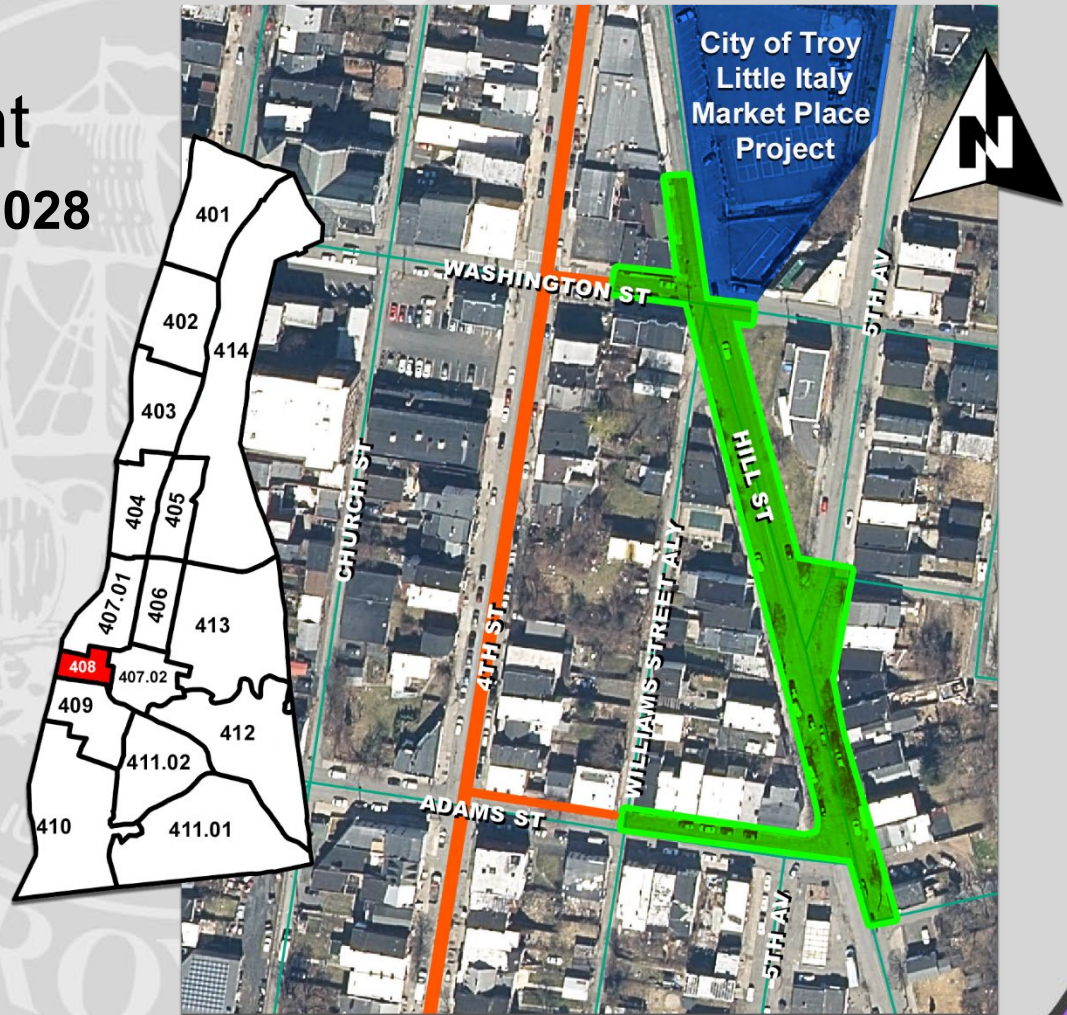 nt
028
City of Troy
Little Italy
Market Place
Project
N
401
402
414
403
404
405
407.01
406
413
408
407.02
409
412
411.02
410
411.01
WASHINGTON ST
5TH AV
HILL ST
CHURCH ST
WILLIAMS STREET ALY
4TH ST
ADAMS ST
5TH AV